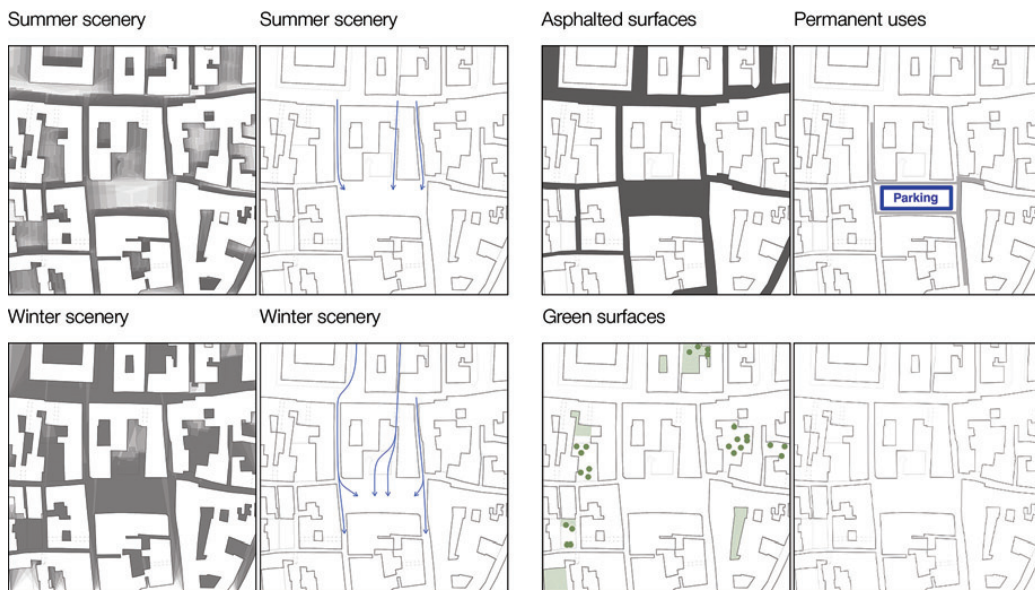 Summer scenery
Summer scenery
Asphalted surfaces
Permanent uses
Parking
Winter scenery
Winter scenery
Green surfaces